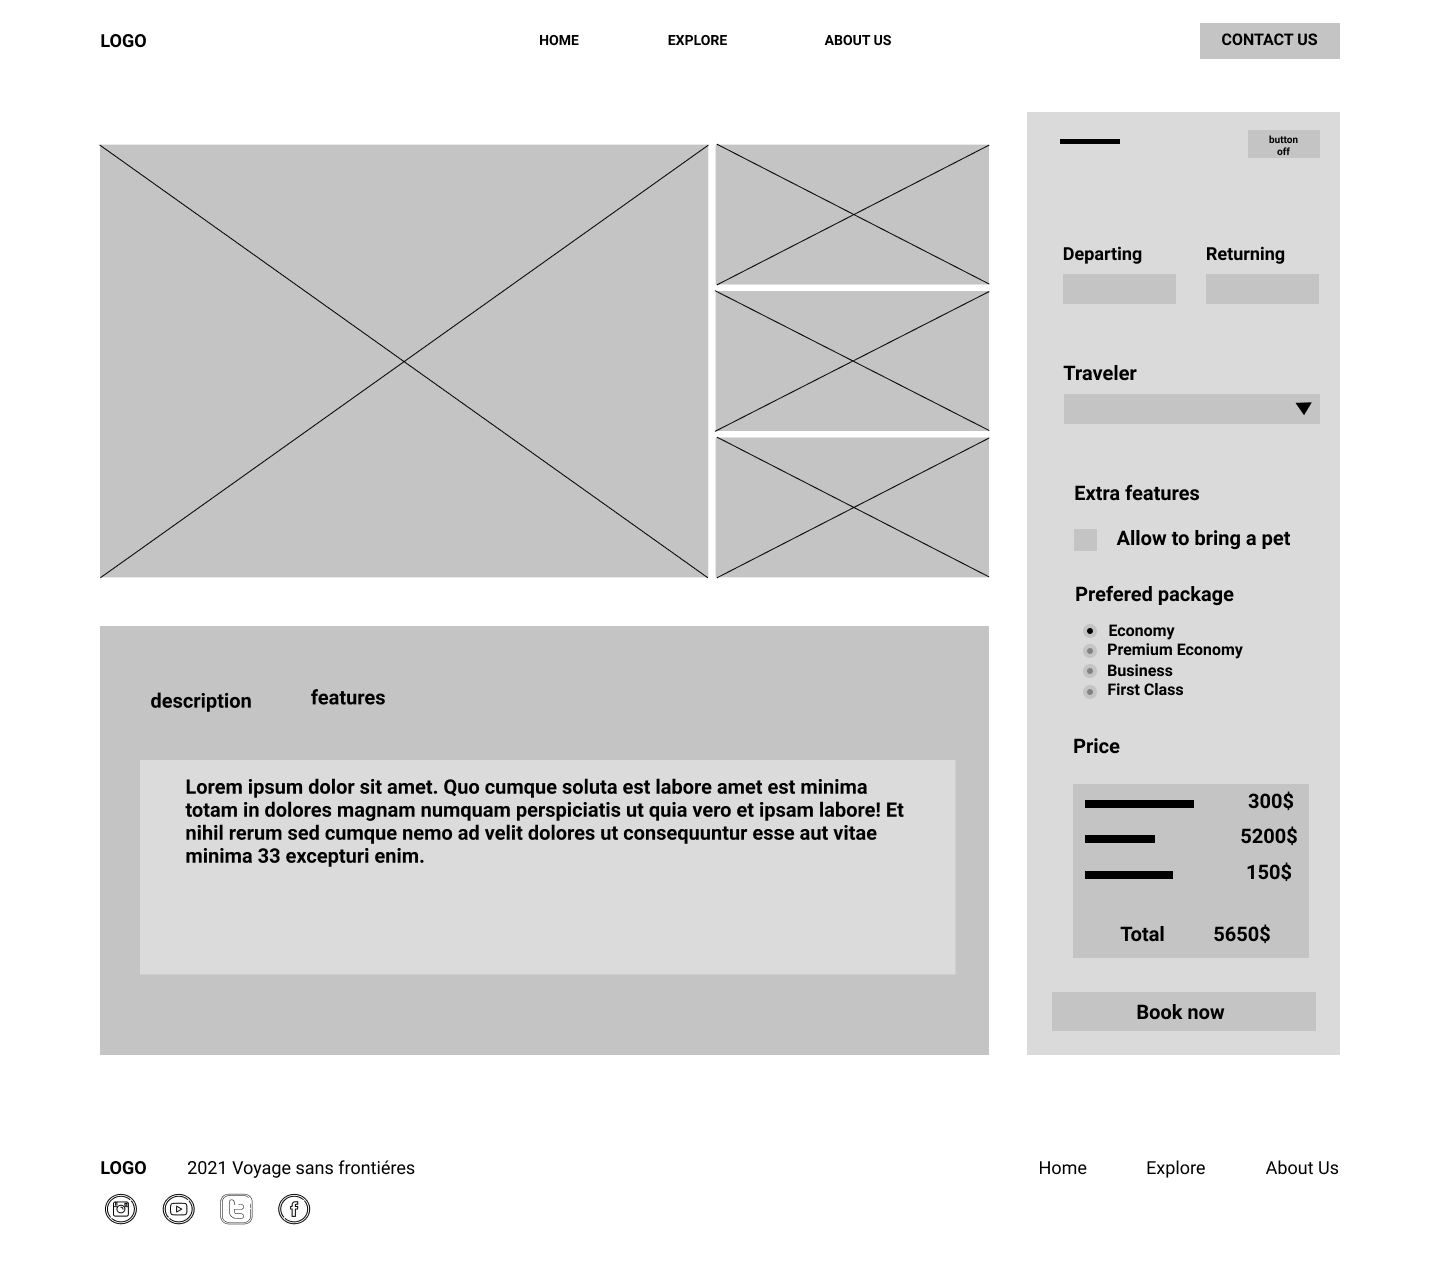 LOGO
HOME
EXPLORE
ABOUT US
CONTACT US
button
off
Departing
Returning
Traveler
Extra features
Allow to bring a pet
Prefered package
Economy
Premium Economy
Business
First Class
Price
300$
5200$
150$
Total 5650$
Book now
description
features
Lorem ipsum dolor sit amet. Quo cumque soluta est labore amet est minima
totam in dolores magnam numquam perspiciatis ut quia vero et ipsam labore! Et
nihil rerum sed cumque nemo ad velit dolores ut consequuntur esse aut vitae
minima 33 excepturi enim.
LOGO
2021 Voyage sans frontiéres
Home
Explore
About Us